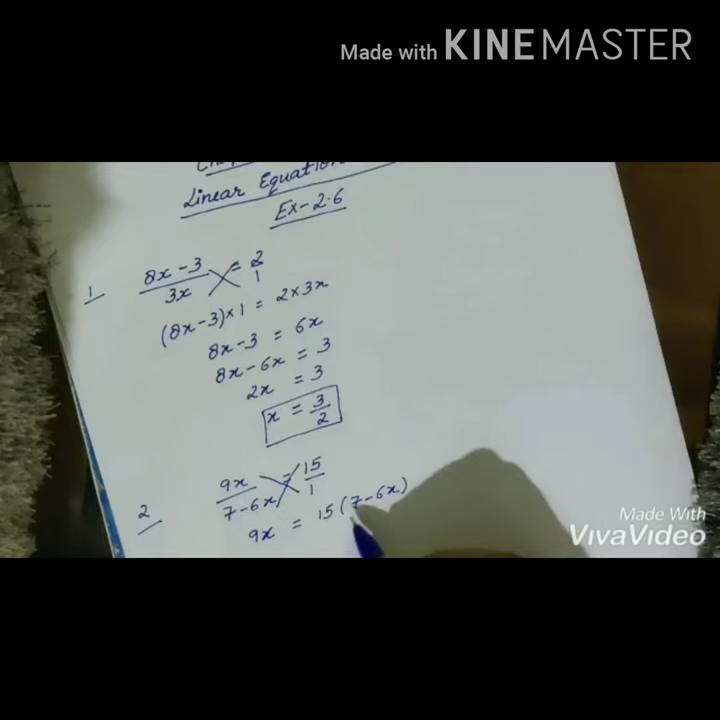 Made with KINEMASTER
Linear Equation
Ex-2.6
1 8x-3/3x = 2/1
(8x-3)×1 = 2×3x
8x-3 = 6x
8x-6x = 3
2x = 3
x = 3/2
2 9x/7-6x = 15/1
9x = 15(7-6x)
Made With
VivaVideo